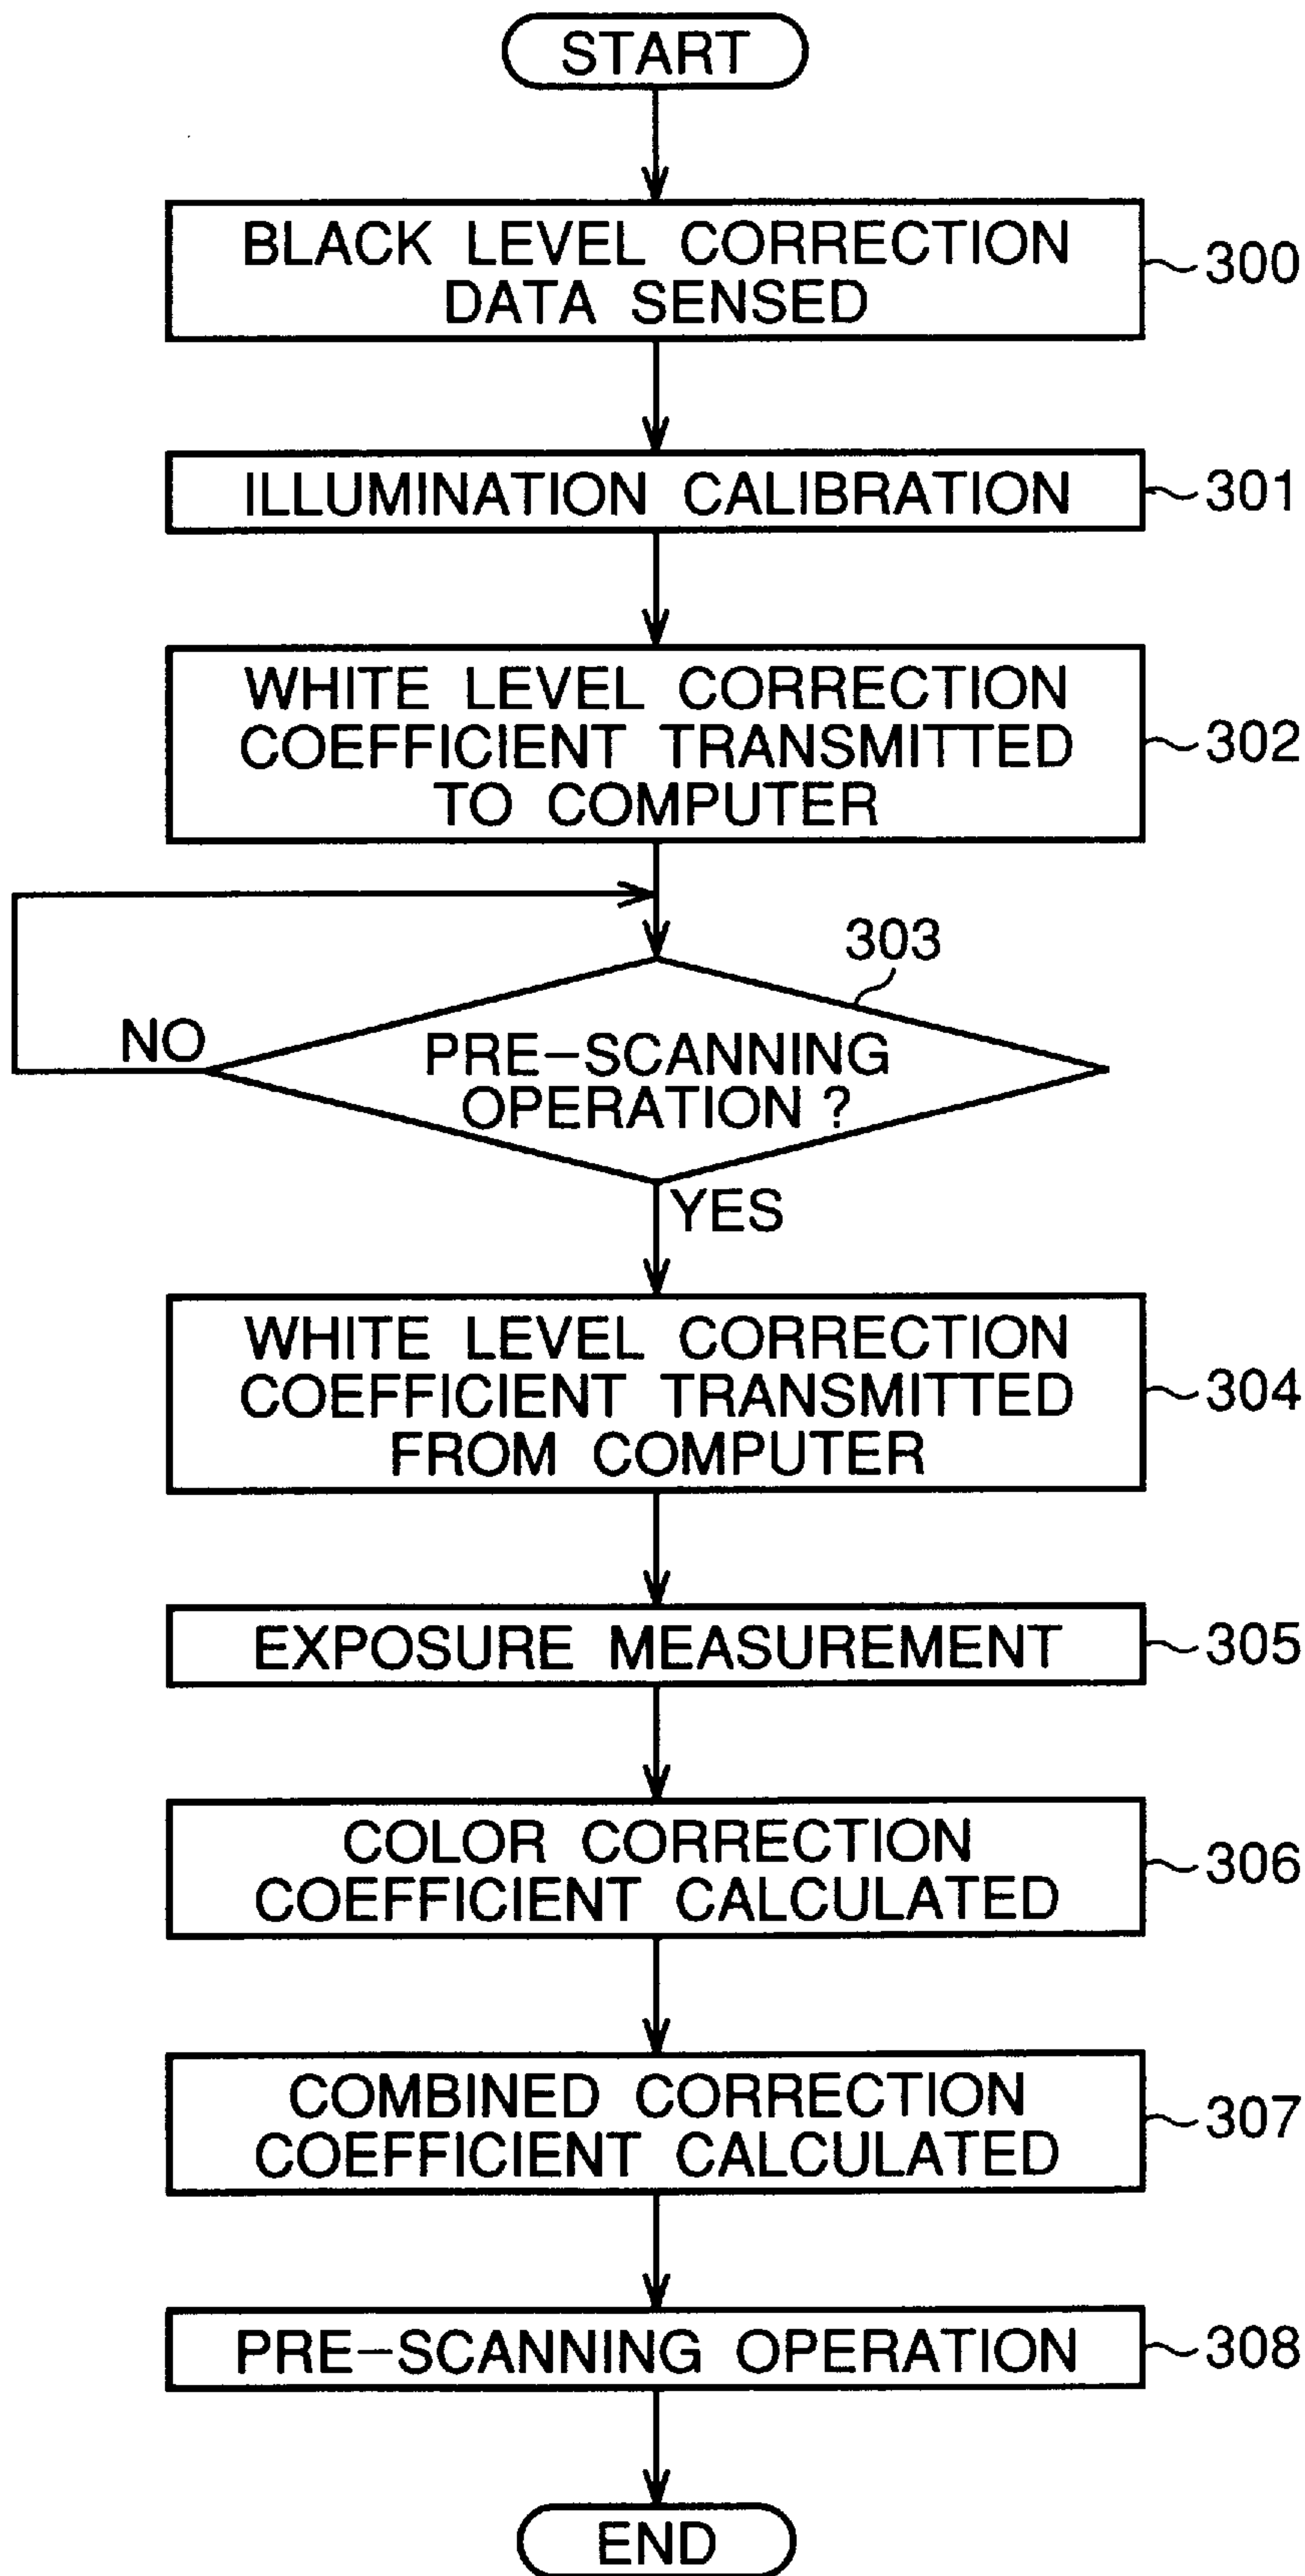 START
BLACK LEVEL CORRECTION
DATA SENSED
300
ILLUMINATION CALIBRATION
301
WHITE LEVEL CORRECTION
COEFFICIENT TRANSMITTED
TO COMPUTER
302
303
NO
PRE-SCANNING
OPERATION ?
YES
WHITE LEVEL CORRECTION
COEFFICIENT TRANSMITTED
FROM COMPUTER
304
EXPOSURE MEASUREMENT
305
COLOR CORRECTION
COEFFICIENT CALCULATED
306
COMBINED CORRECTION
COEFFICIENT CALCULATED
307
PRE-SCANNING OPERATION
308
END